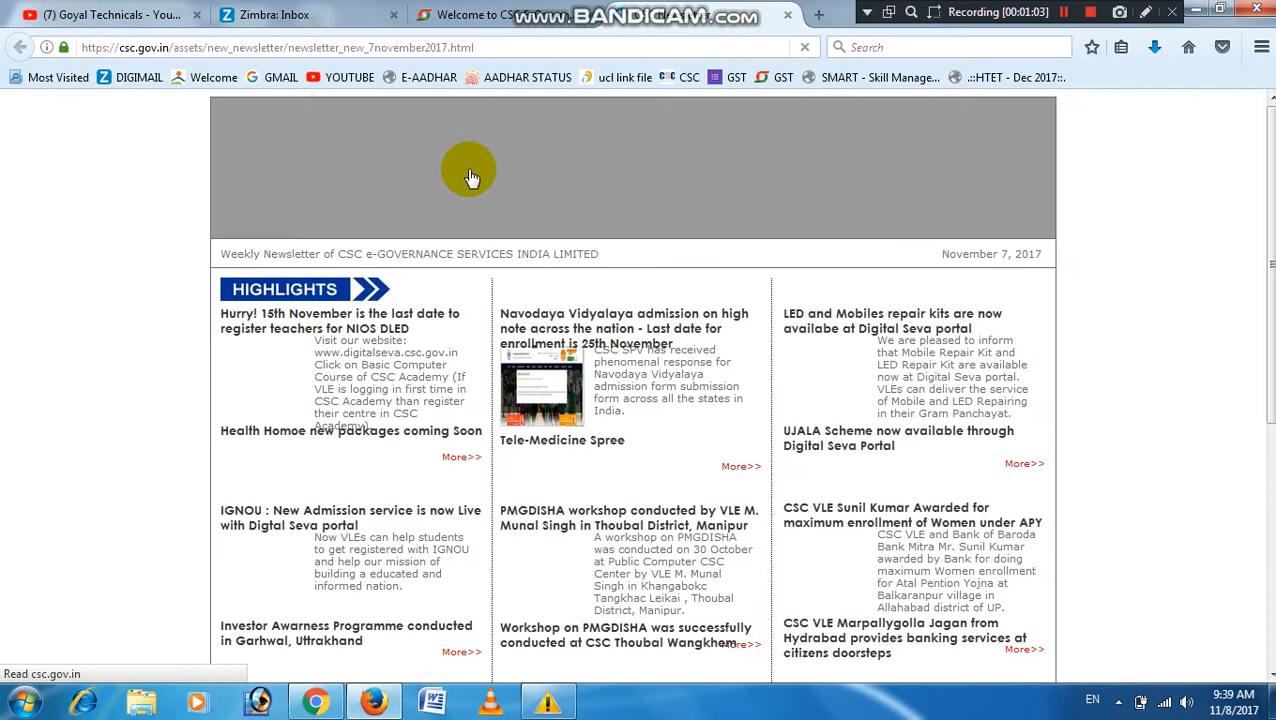 Goyal Technicals - You...
Zimbra: Inbox
Welcome to CSC
www.BANDICAM.com
Recording [00:01:03]
https://csc.gov.in/assets/new_newsletter/newsletter_new_7november2017.html
Search
Most Visited DIGIMAIL Welcome GMAIL YOUTUBE E-AADHAR AADHAR STATUS ucl link file CSC GST GST SMART - Skill Manage... .::HTET - Dec 2017::.
Weekly Newsletter of CSC e-GOVERNANCE SERVICES INDIA LIMITED
November 7, 2017
HIGHLIGHTS
Hurry! 15th November is the last date to
register teachers for NIOS DLED
Visit our website:
www.digitalseva.csc.gov.in
Click on Basic Computer
Course of CSC Academy (If
VLE is logging in first time in
CSC Academy than register
their centre in CSC
Academy)
Health Homoe new packages coming Soon
More>>
Navodaya Vidyalaya admission on high
note across the nation - Last date for
enrollment is 25th November
CSC SPV has received
phenomenal response for
Navodaya Vidyalaya
admission form submission
form across all the states in
India.
Tele-Medicine Spree
More>>
LED and Mobiles repair kits are now
availabe at Digital Seva portal
We are pleased to inform
that Mobile Repair Kit and
LED Repair Kit are available
now at Digital Seva portal.
VLEs can deliver the service
of Mobile and LED Repairing
in their Gram Panchayat.
UJALA Scheme now available through
Digital Seva Portal
More>>
IGNOU : New Admission service is now Live
with Digtal Seva portal
Now VLEs can help students
to get registered with IGNOU
and help our mission of
building a educated and
informed nation.
Investor Awarness Programme conducted
in Garhwal, Uttrakhand
More>>
PMGDISHA workshop conducted by VLE M.
Munal Singh in Thoubal District, Manipur
A workshop on PMGDISHA
was conducted on 30 October
at Public Computer CSC
Center by VLE M. Munal
Singh in Khangabokc
Tangkhac Leikai , Thoubal
District, Manipur.
Workshop on PMGDISHA was successfully
conducted at CSC Thoubal Wangkhem
More>>
CSC VLE Sunil Kumar Awarded for
maximum enrollment of Women under APY
CSC VLE and Bank of Baroda
Bank Mitra Mr. Sunil Kumar
awarded by Bank for doing
maximum Women enrollment
for Atal Pention Yojna at
Balkaranpur village in
Allahabad district of UP.
CSC VLE Marpallygolla Jagan from
Hydrabad provides banking services at
citizens doorsteps
More>>
Read csc.gov.in
EN
9:39 AM
11/8/2017